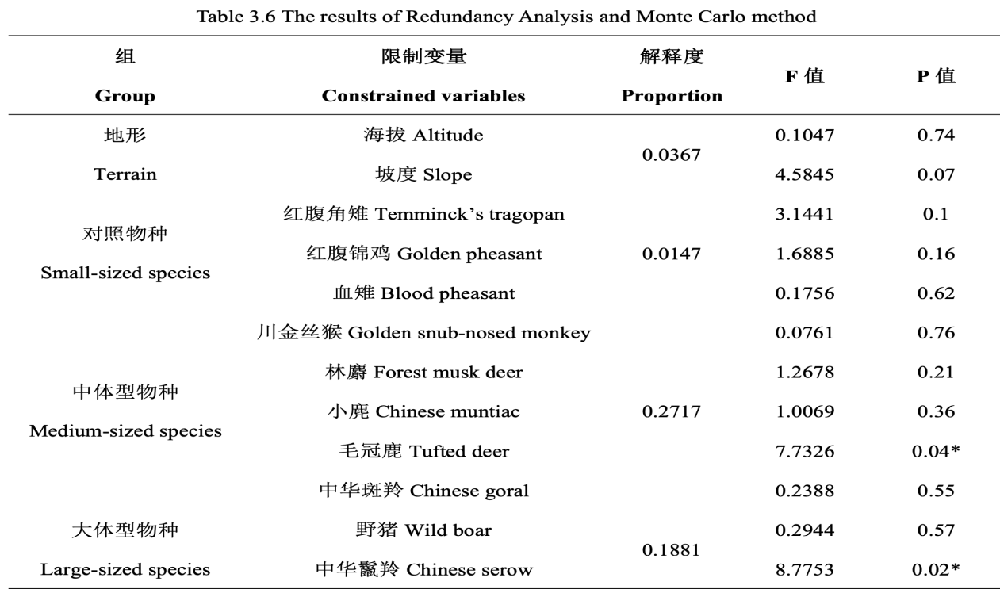 Table 3.6 The results of Redundancy Analysis and Monte Carlo method
组 限制变量 解释度 F 值 P 值
Group Constrained variables Proportion
地形 海拔 Altitude 0.0367 0.1047 0.74
Terrain 坡度 Slope 4.5845 0.07
对照物种 红腹角雉 Temminck's tragopan 3.1441 0.1
Small-sized species 红腹锦鸡 Golden pheasant 0.0147 1.6885 0.16
血雉 Blood pheasant 0.1756 0.62
川金丝猴 Golden snub-nosed monkey 0.0761 0.76
林麝 Forest musk deer 1.2678 0.21
中体型物种 小麂 Chinese muntiac 0.2717 1.0069 0.36
Medium-sized species 毛冠鹿 Tufted deer 7.7326 0.04*
中华斑羚 Chinese goral 0.2388 0.55
大体型物种 野猪 Wild boar 0.1881 0.2944 0.57
Large-sized species 中华鬣羚 Chinese serow 8.7753 0.02*